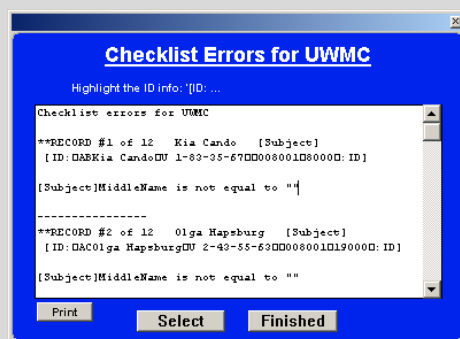 Checklist Errors for UWMC
Highlight the ID info: '[ID: ...
Checklist errors for UWMC
**RECORD #1 of 12 Kia Cando [Subject]
[ID:□ABKia Cando□U 1-83-35-67□□008001□8000□:ID]
[Subject]MiddleName is not equal to ""
---------------
**RECORD #2 of 12 Olga Hapsburg [Subject]
[ID:□ACOlga Hapsburg□U 2-43-55-63□□008001□19000□:ID]
[Subject]MiddleName is not equal to ""
Print
Select
Finished